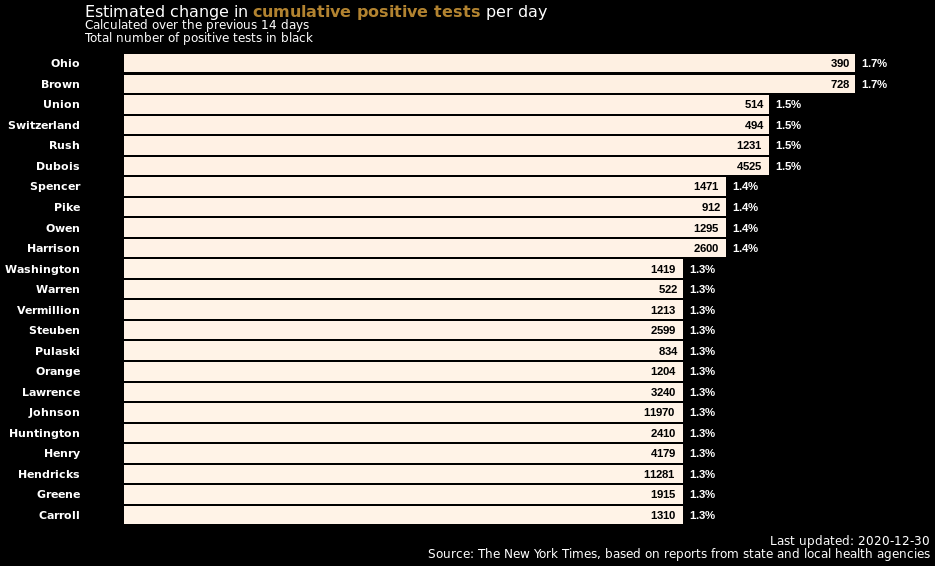 Estimated change in cumulative positive tests per day
Calculated over the previous 14 days
Total number of positive tests in black
Ohio 390 1.7%
Brown 728 1.7%
Union 514 1.5%
Switzerland 494 1.5%
Rush 1231 1.5%
Dubois 4525 1.5%
Spencer 1471 1.4%
Pike 912 1.4%
Owen 1295 1.4%
Harrison 2600 1.4%
Washington 1419 1.3%
Warren 522 1.3%
Vermillion 1213 1.3%
Steuben 2599 1.3%
Pulaski 834 1.3%
Orange 1204 1.3%
Lawrence 3240 1.3%
Johnson 11970 1.3%
Huntington 2410 1.3%
Henry 4179 1.3%
Hendricks 11281 1.3%
Greene 1915 1.3%
Carroll 1310 1.3%
Last updated: 2020-12-30
Source: The New York Times, based on reports from state and local health agencies